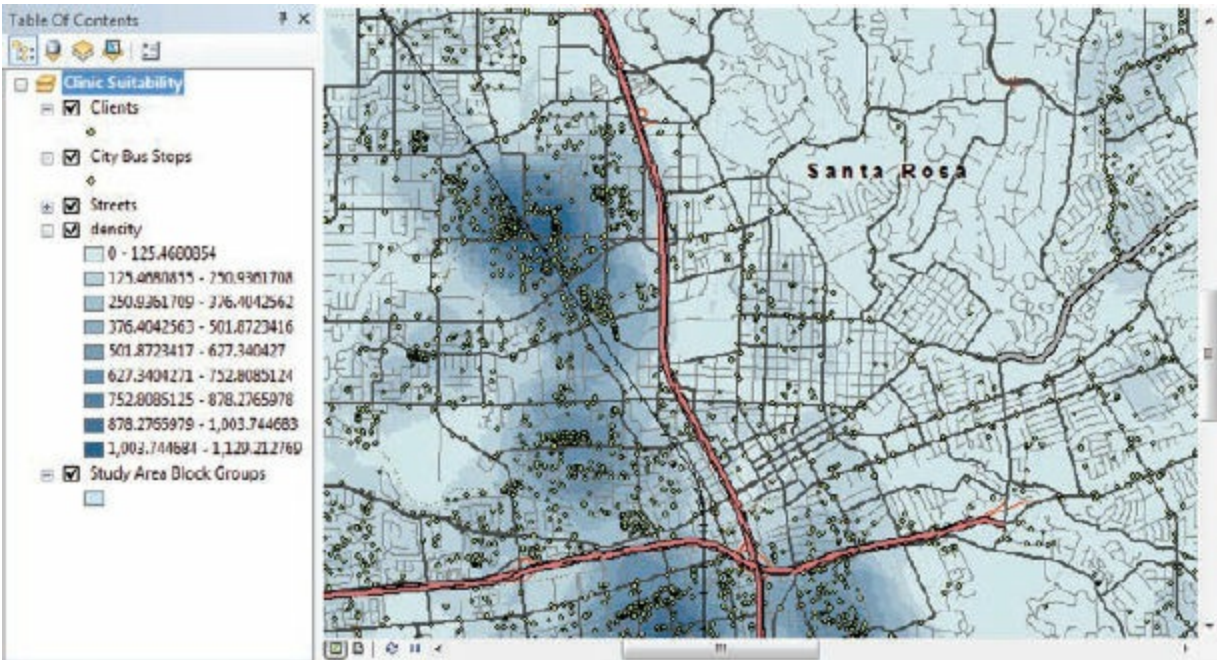 Table Of Contents
Clinic Suitability
Clients
City Bus Stops
Streets
dencity
0 - 125.4680854
125.4680855 - 250.9361708
250.9361709 - 376.4042562
376.4042563 - 501.8723416
501.8723417 - 627.340427
627.3404271 - 752.8085124
752.8085125 - 878.2765978
878.2765979 - 1,003.744683
1,003.744684 - 1,129.212769
Study Area Block Groups
Santa Rosa